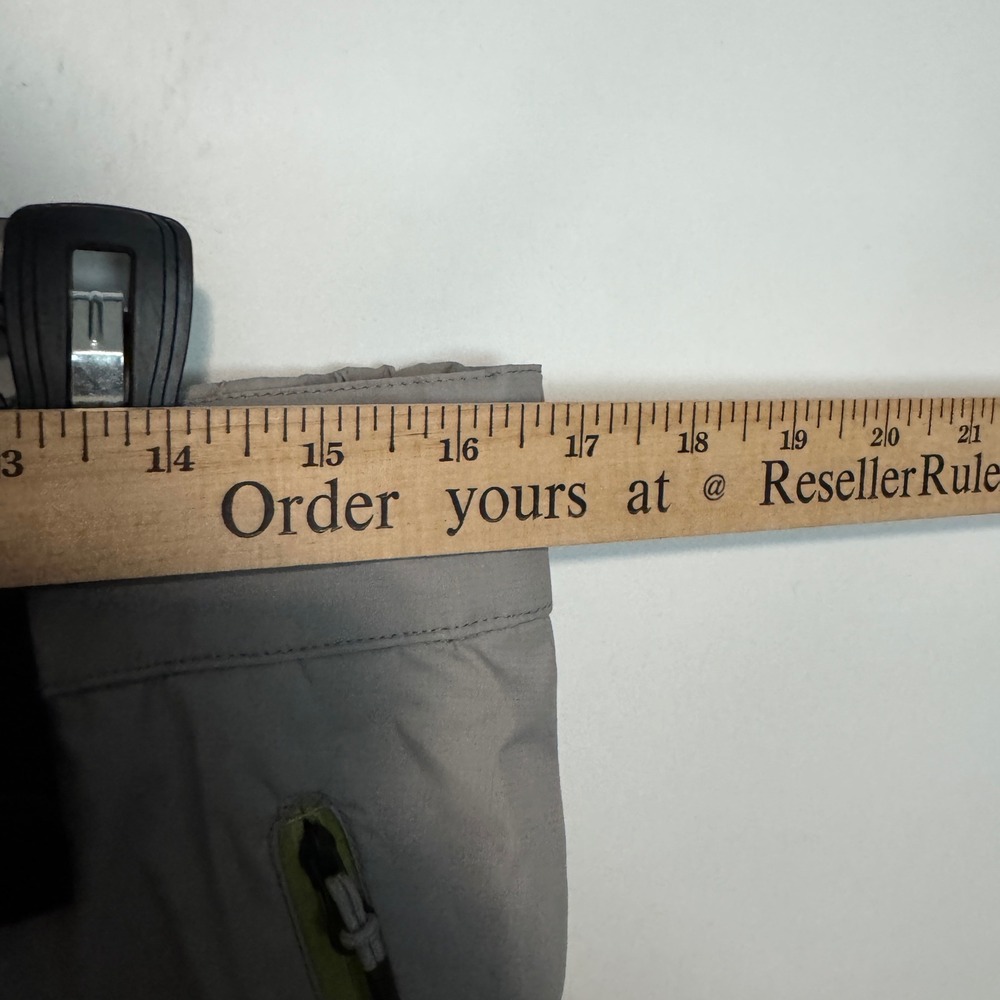 3 14 15 16 17 18 19 20 21
Order yours at @ ResellerRule